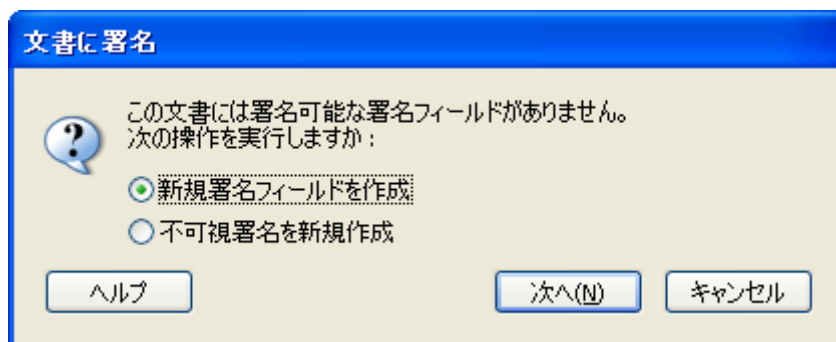 文書に署名
この文書には署名可能な署名フィールドがありません。
次の操作を実行しますか：
新規署名フィールドを作成
不可視署名を新規作成
ヘルプ
次へ(N)
キャンセル